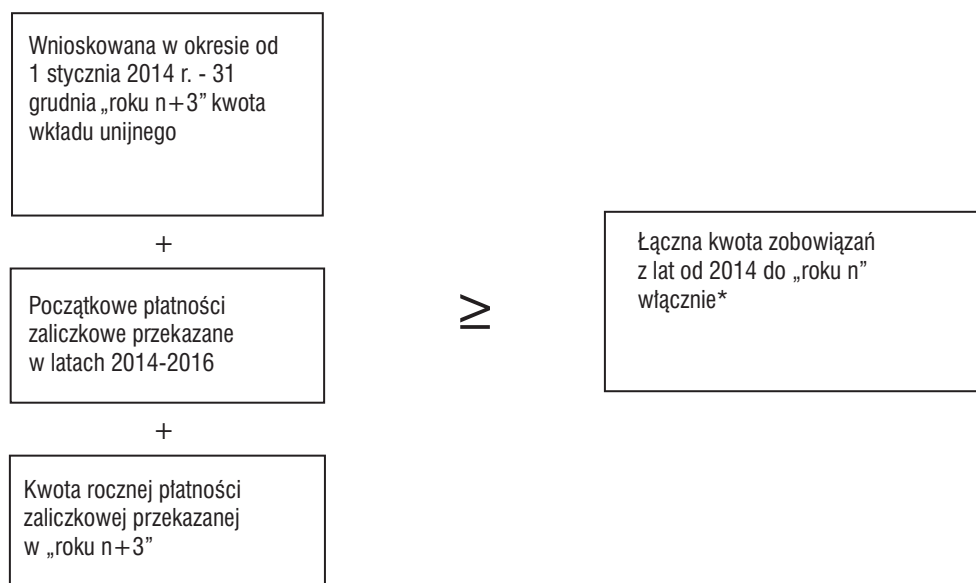 Wnioskowana w okresie od
1 stycznia 2014 r. - 31
grudnia „roku n+3” kwota
wkładu unijnego
+
Początkowe płatności
zaliczkowe przekazane
w latach 2014-2016
+
Kwota rocznej płatności
zaliczkowej przekazanej
w „roku n+3”
≥
Łączna kwota zobowiązań
z lat od 2014 do „roku n”
włącznie*